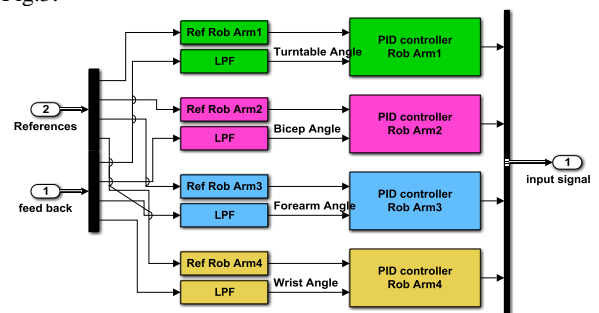 Fig.3.
Ref Rob Arm1
LPF
Turntable Angle
PID controller
Rob Arm1
2
References
Ref Rob Arm2
LPF
Bicep Angle
PID controller
Rob Arm2
1
feed back
Ref Rob Arm3
LPF
Forearm Angle
PID controller
Rob Arm3
1
input signal
Ref Rob Arm4
LPF
Wrist Angle
PID controller
Rob Arm4